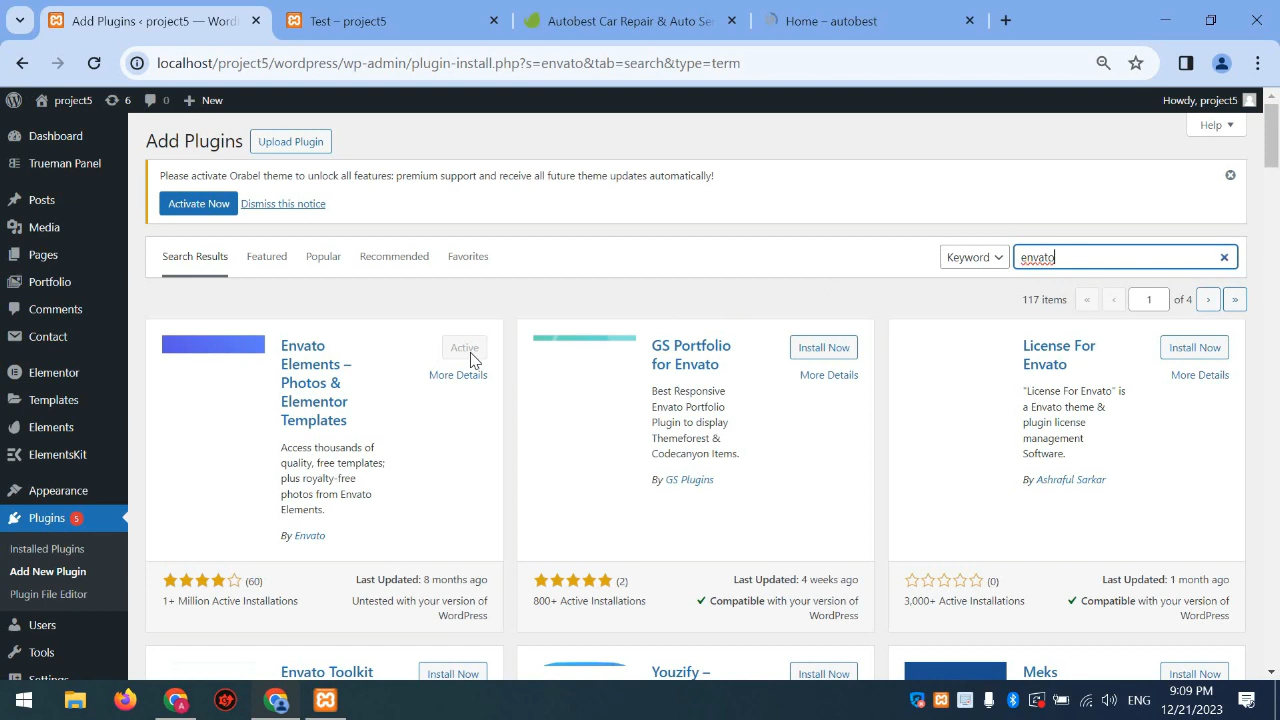 Add Plugins ‹ project5 — Word
Test – project5
Autobest Car Repair & Auto Se
Home – autobest
localhost/project5/wordpress/wp-admin/plugin-install.php?s=envato&tab=search&type=term
project5
6
0
New
Howdy, project5
Dashboard
Trueman Panel
Posts
Media
Pages
Portfolio
Comments
Contact
Elementor
Templates
Elements
ElementsKit
Appearance
Plugins 5
Installed Plugins
Add New Plugin
Plugin File Editor
Users
Tools
Settings
Add Plugins
Upload Plugin
Help
Please activate Orabel theme to unlock all features: premium support and receive all future theme updates automatically!
Activate Now
Dismiss this notice
Search Results
Featured
Popular
Recommended
Favorites
Keyword
envato
117 items
«
‹
1
of 4
›
»
Envato
Elements –
Photos &
Elementor
Templates
Active
More Details
Access thousands of
quality, free templates;
plus royalty-free
photos from Envato
Elements.
By Envato
(60)
1+ Million Active Installations
Last Updated: 8 months ago
Untested with your version of
WordPress
GS Portfolio
for Envato
Install Now
More Details
Best Responsive
Envato Portfolio
Plugin to display
Themeforest &
Codecanyon Items.
By GS Plugins
(2)
800+ Active Installations
Last Updated: 4 weeks ago
Compatible with your version of
WordPress
License For
Envato
Install Now
More Details
"License For Envato" is
a Envato theme &
plugin license
management
Software.
By Ashraful Sarkar
(0)
3,000+ Active Installations
Last Updated: 1 month ago
Compatible with your version of
WordPress
Envato Toolkit
Install Now
Youzify –
Install Now
Meks
Install Now
ENG
9:09 PM
12/21/2023